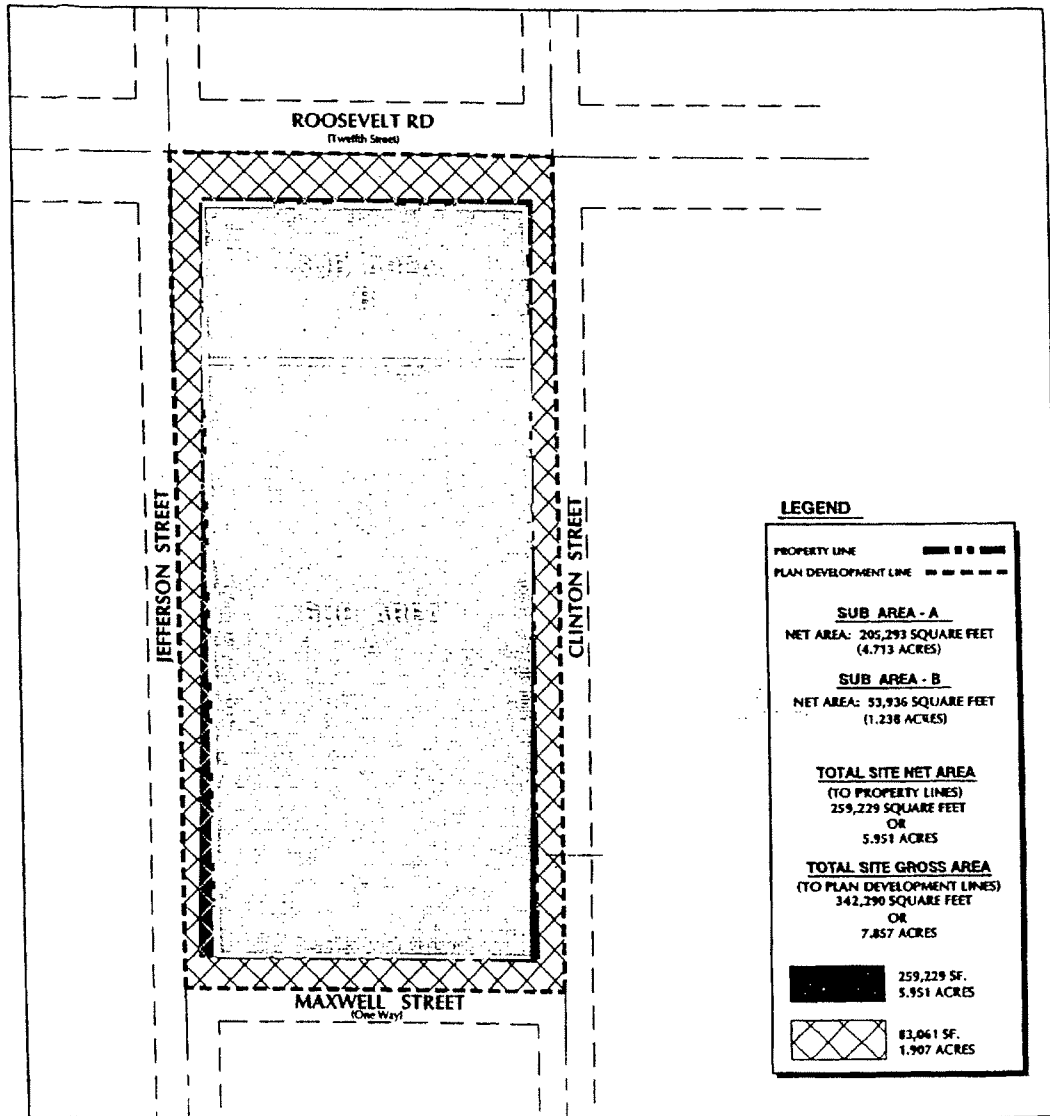 ROOSEVELT RD
(Twelfth Street)
SUB AREA
B
JEFFERSON STREET
CLINTON STREET
SUB AREA
MAXWELL STREET
(One Way)
LEGEND
PROPERTY LINE
PLAN DEVELOPMENT LINE
SUB AREA - A
NET AREA: 205,293 SQUARE FEET
(4.713 ACRES)
SUB AREA - B
NET AREA: 53,936 SQUARE FEET
(1.238 ACRES)
TOTAL SITE NET AREA
(TO PROPERTY LINES)
259,229 SQUARE FEET
OR
5.951 ACRES
TOTAL SITE GROSS AREA
(TO PLAN DEVELOPMENT LINES)
342,290 SQUARE FEET
OR
7.857 ACRES
259,229 SF.
5.951 ACRES
83,061 SF.
1.907 ACRES